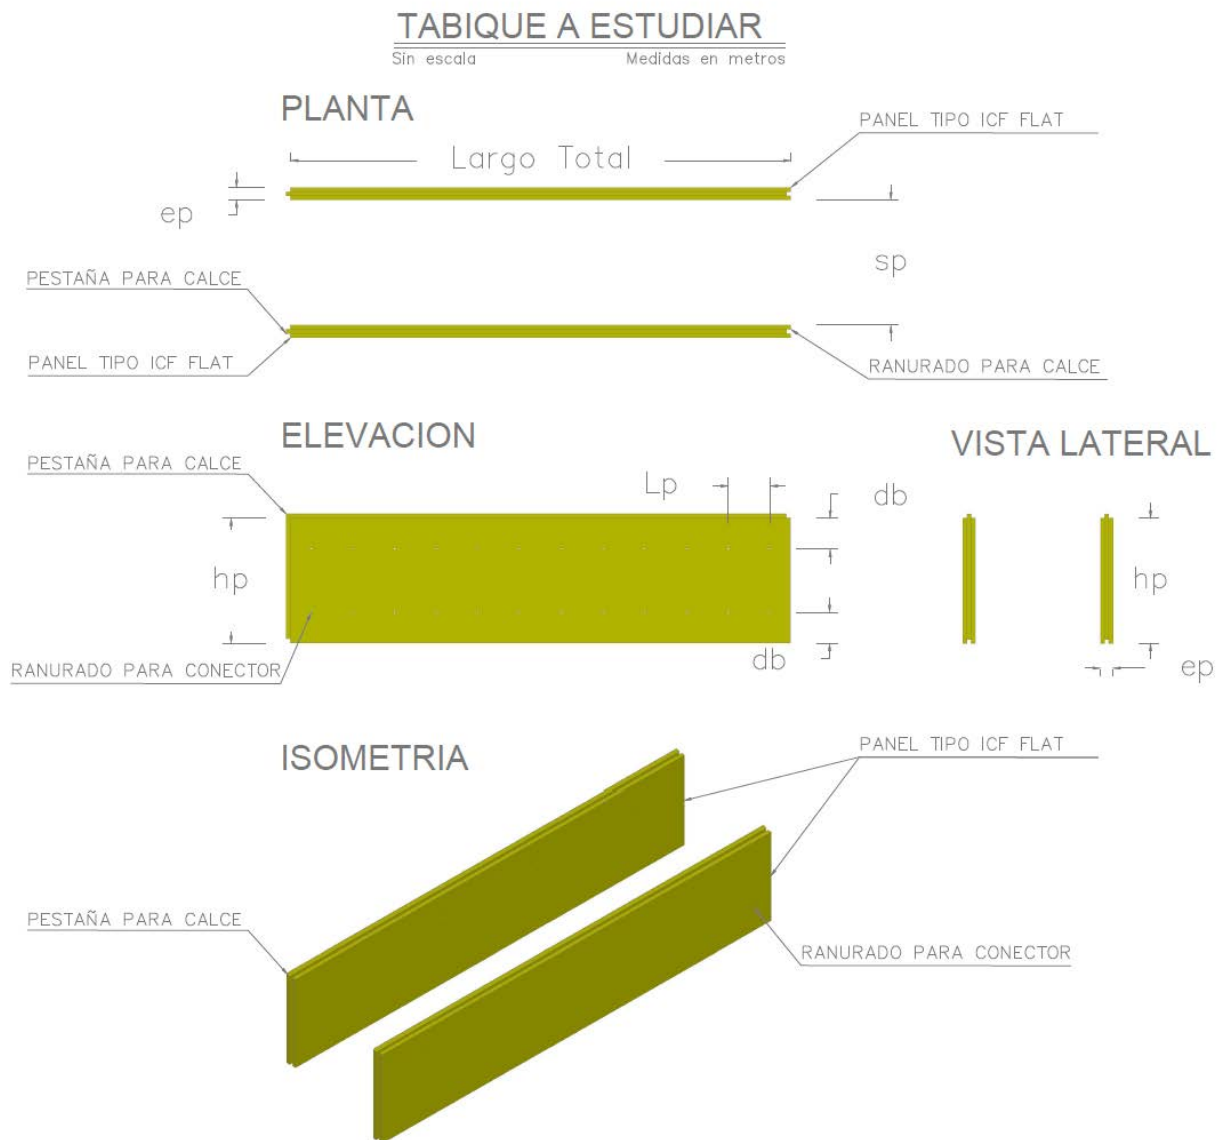 TABIQUE A ESTUDIAR
Sin escala Medidas en metros
PLANTA
PANEL TIPO ICF FLAT
Largo Total
ep
sp
PESTAÑA PARA CALCE
PANEL TIPO ICF FLAT
RANURADO PARA CALCE
ELEVACION
VISTA LATERAL
PESTAÑA PARA CALCE
Lp
db
hp
hp
db
ep
RANURADO PARA CONECTOR
ISOMETRIA
PANEL TIPO ICF FLAT
PESTAÑA PARA CALCE
RANURADO PARA CONECTOR